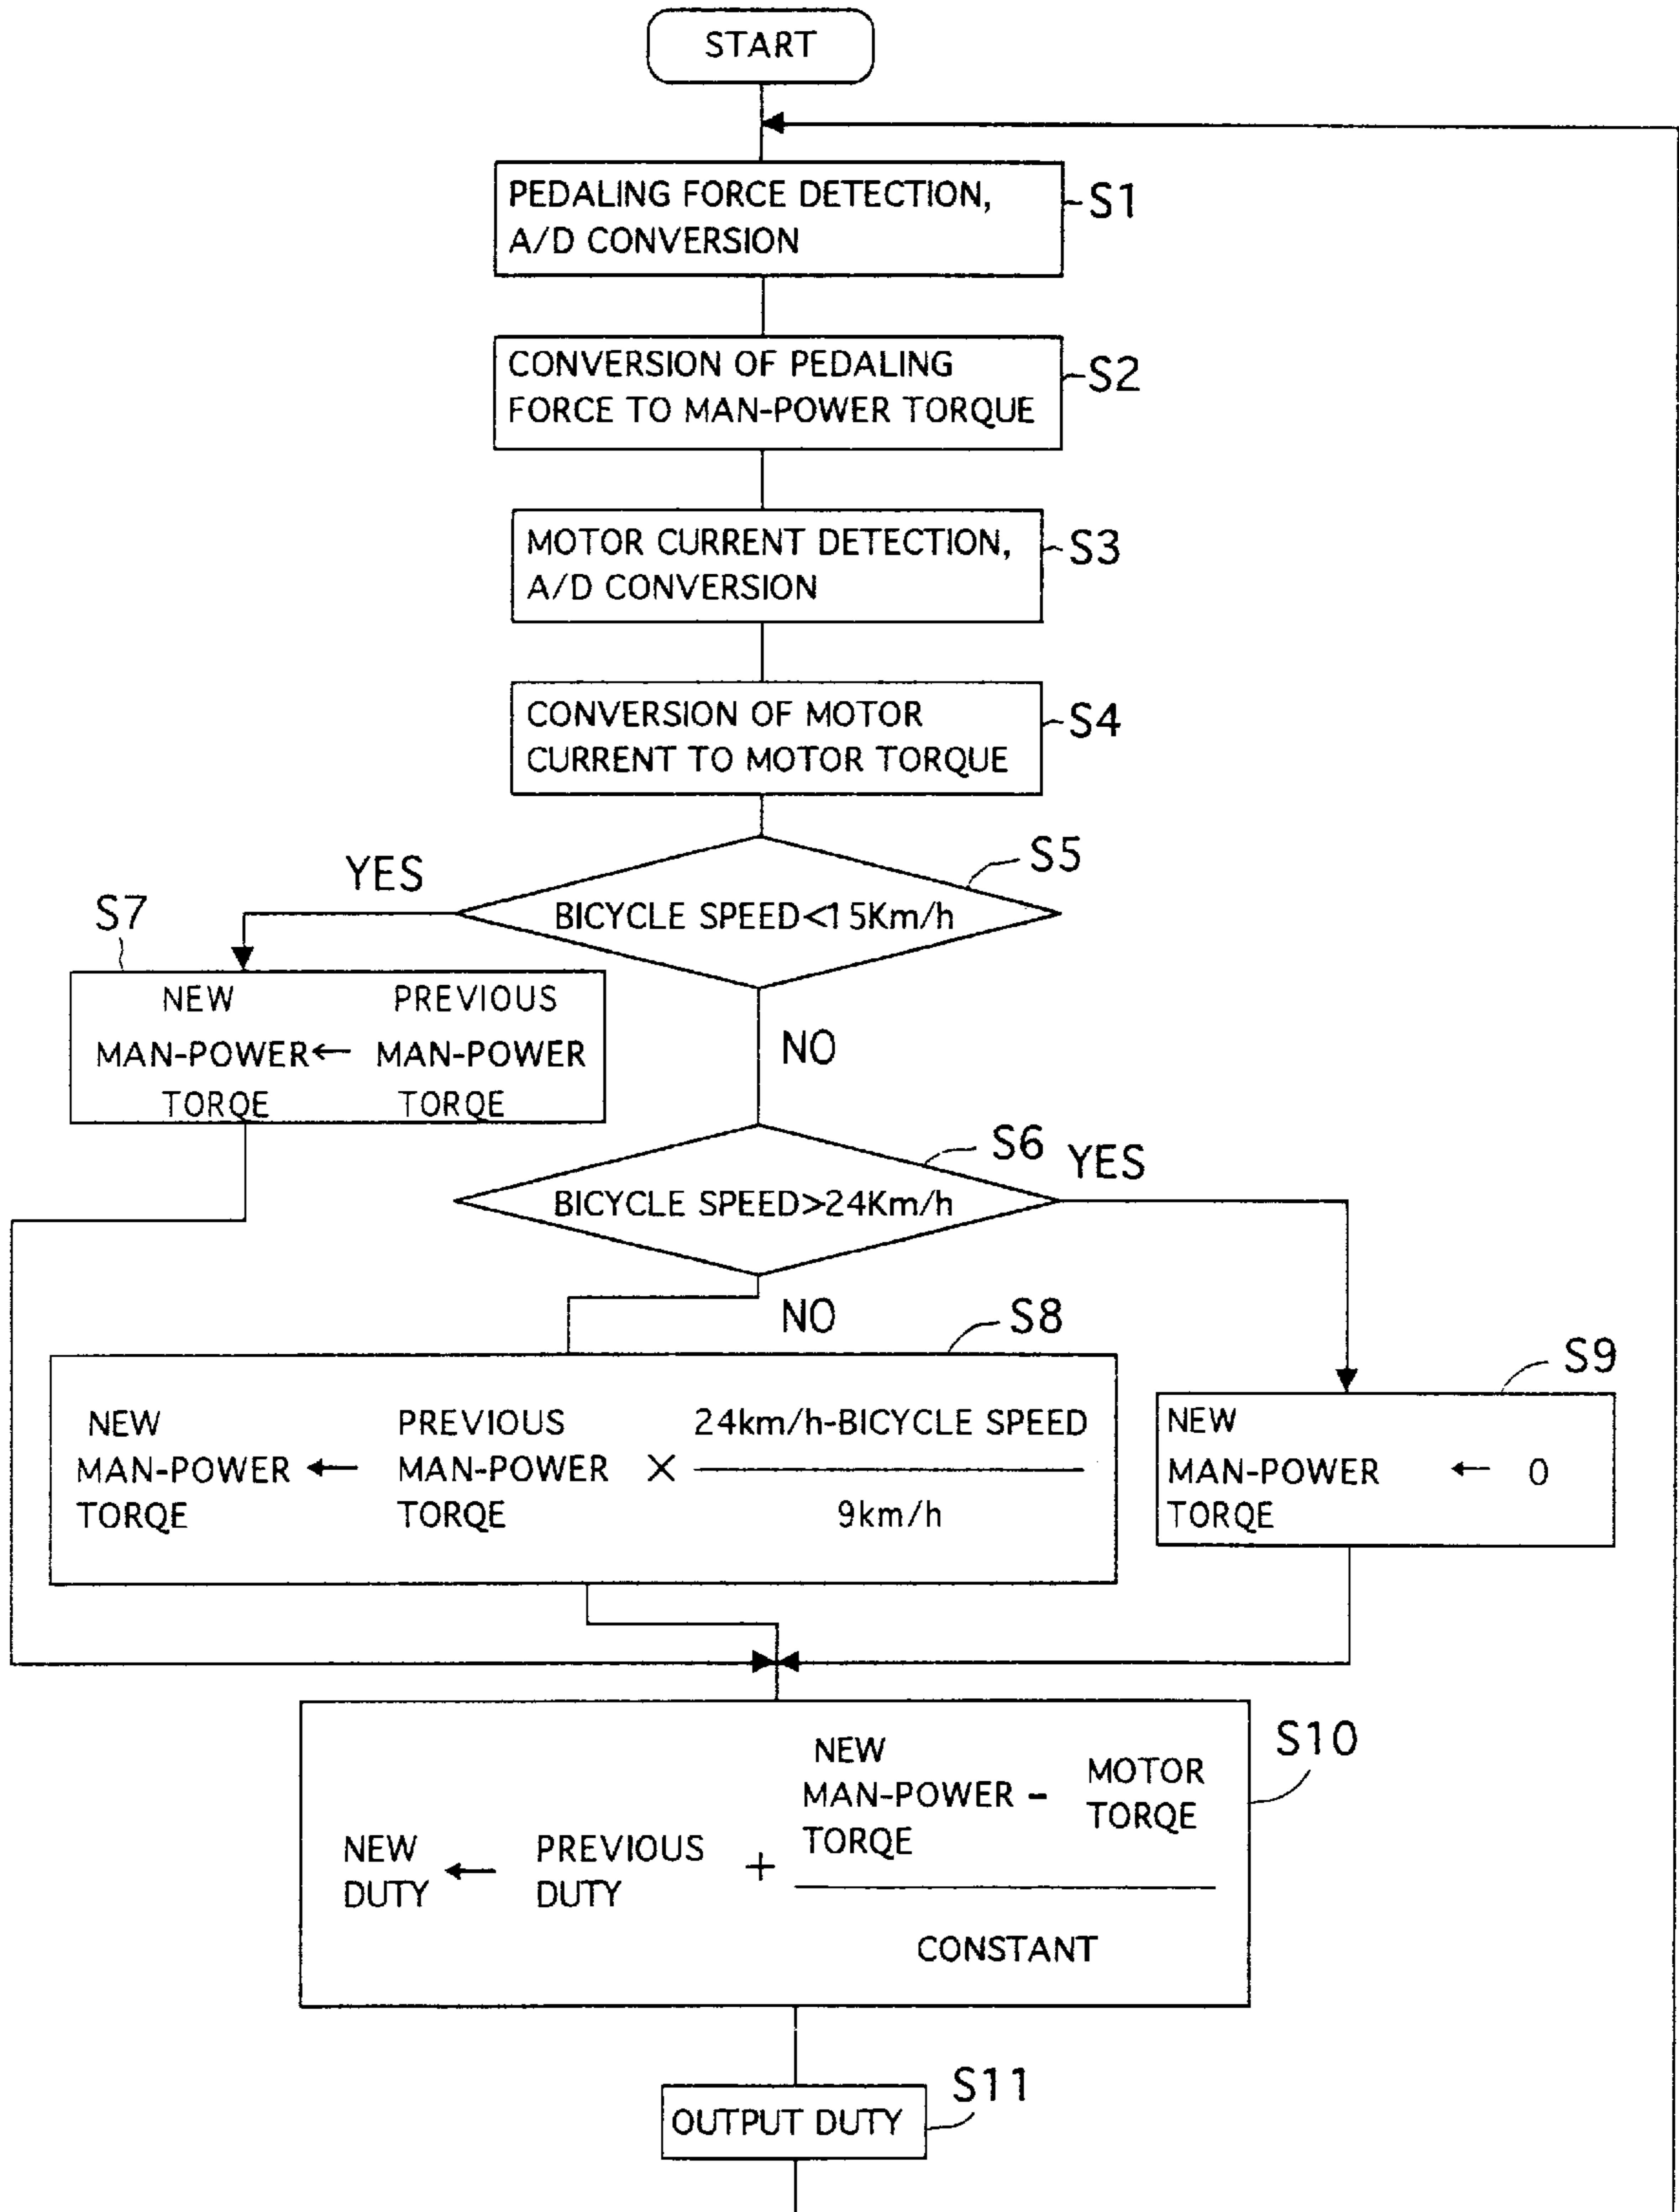 START
PEDALING FORCE DETECTION,
A/D CONVERSION
S1
CONVERSION OF PEDALING
FORCE TO MAN-POWER TORQUE
S2
MOTOR CURRENT DETECTION,
A/D CONVERSION
S3
CONVERSION OF MOTOR
CURRENT TO MOTOR TORQUE
S4
S5
YES
BICYCLE SPEED<15Km/h
S7
NEW PREVIOUS
MAN-POWER ← MAN-POWER
TORQE TORQE
NO
S6
YES
BICYCLE SPEED>24Km/h
NO
S8
NEW PREVIOUS 24km/h-BICYCLE SPEED
MAN-POWER ← MAN-POWER ×
TORQE TORQE 9km/h
S9
NEW
MAN-POWER ← 0
TORQE
S10
NEW
MAN-POWER - MOTOR
TORQE TORQE
NEW ← PREVIOUS +
DUTY DUTY
CONSTANT
S11
OUTPUT DUTY